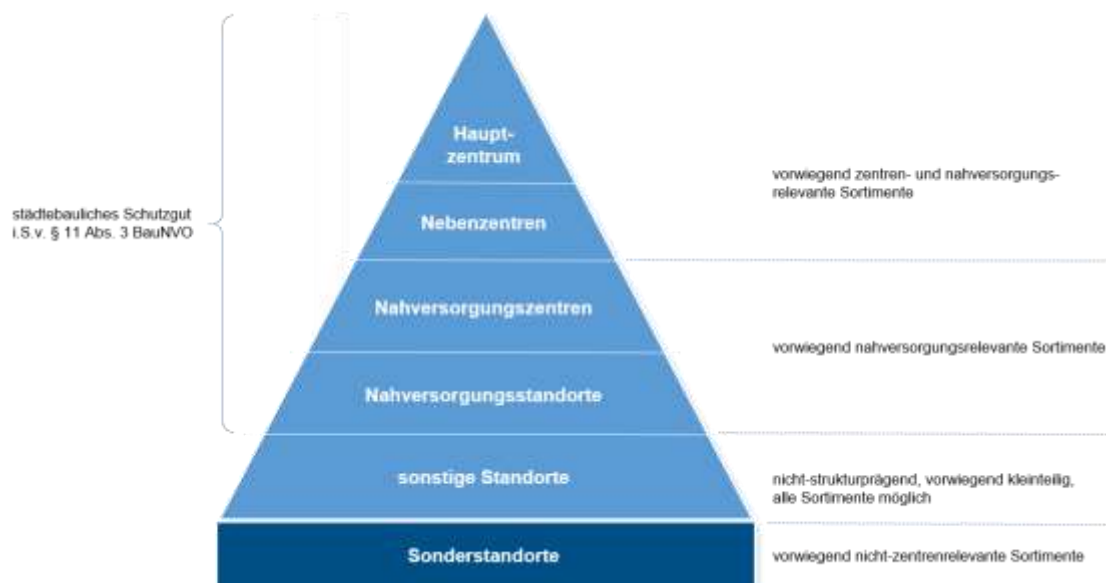 Haupt-
zentrum
vorwiegend zentren- und nahversorgungs-
relevante Sortimente
städtebauliches Schutzgut
i.S.v. § 11 Abs. 3 BauNVO
Nebenzentren
Nahversorgungszentren
vorwiegend nahversorgungsrelevante Sortimente
Nahversorgungsstandorte
sonstige Standorte
nicht-strukturprägend, vorwiegend kleinteilig,
alle Sortimente möglich
Sonderstandorte
vorwiegend nicht-zentrenrelevante Sortimente